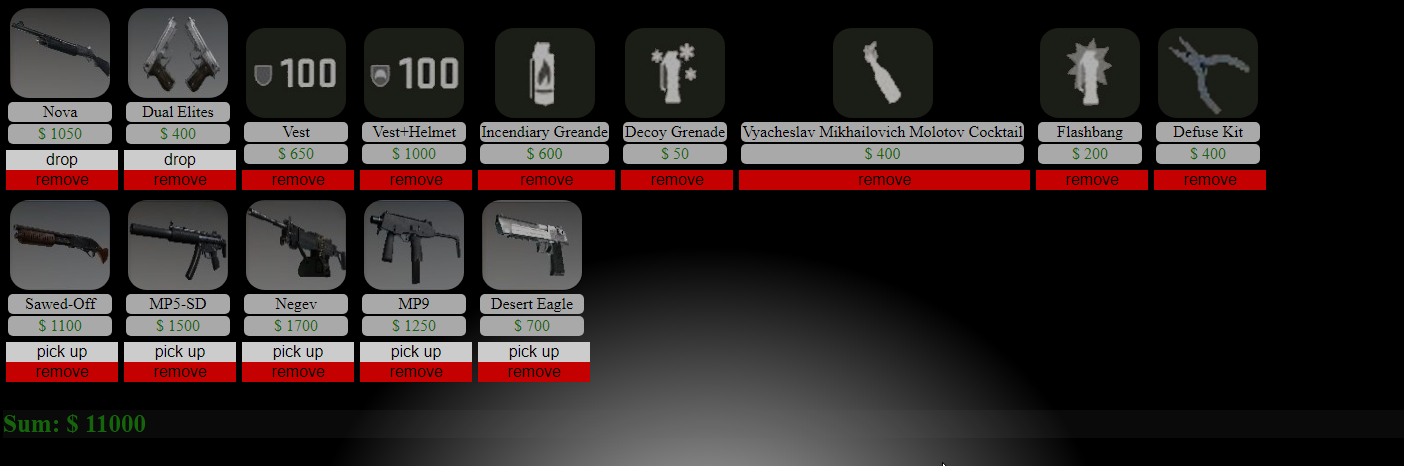 100 100
Nova Dual Elites Vest Vest+Helmet Incendiary Greande Decoy Grenade Vyacheslav Mikhailovich Molotov Cocktail Flashbang Defuse Kit
$ 1050 $ 400 $ 650 $ 1000 $ 600 $ 50 $ 400 $ 200 $ 400
drop drop
remove remove remove remove remove remove remove remove remove
Sawed-Off MP5-SD Negev MP9 Desert Eagle
$ 1100 $ 1500 $ 1700 $ 1250 $ 700
pick up pick up pick up pick up pick up
remove remove remove remove remove
Sum: $ 11000